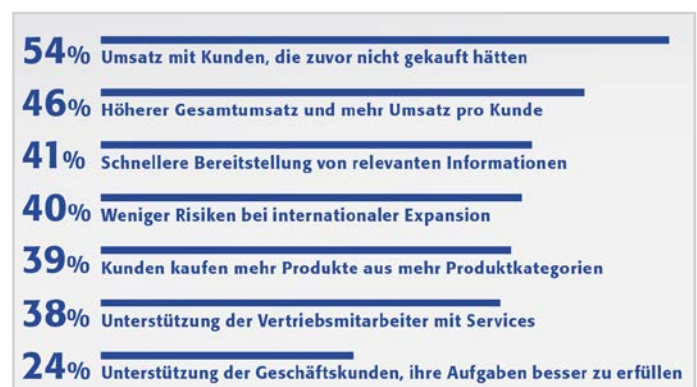 54% Umsatz mit Kunden, die zuvor nicht gekauft hätten
46% Höherer Gesamtumsatz und mehr Umsatz pro Kunde
41% Schnellere Bereitstellung von relevanten Informationen
40% Weniger Risiken bei internationaler Expansion
39% Kunden kaufen mehr Produkte aus mehr Produktkategorien
38% Unterstützung der Vertriebsmitarbeiter mit Services
24% Unterstützung der Geschäftskunden, ihre Aufgaben besser zu erfüllen